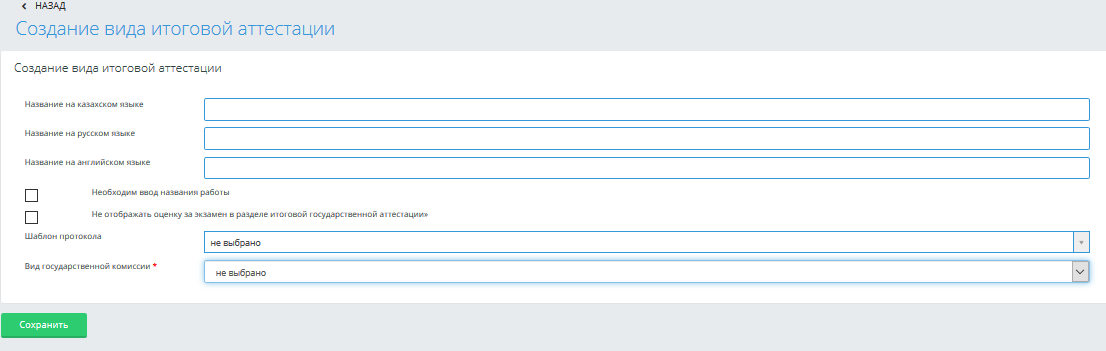 НАЗАД
Создание вида итоговой аттестации
Создание вида итоговой аттестации
Название на казахском языке
Название на русском языке
Название на английском языке
Необходим ввод названия работы
Не отображать оценку за экзамен в разделе итоговой государственной аттестации»
Шаблон протокола не выбрано
Вид государственной комиссии * не выбрано
Сохранить